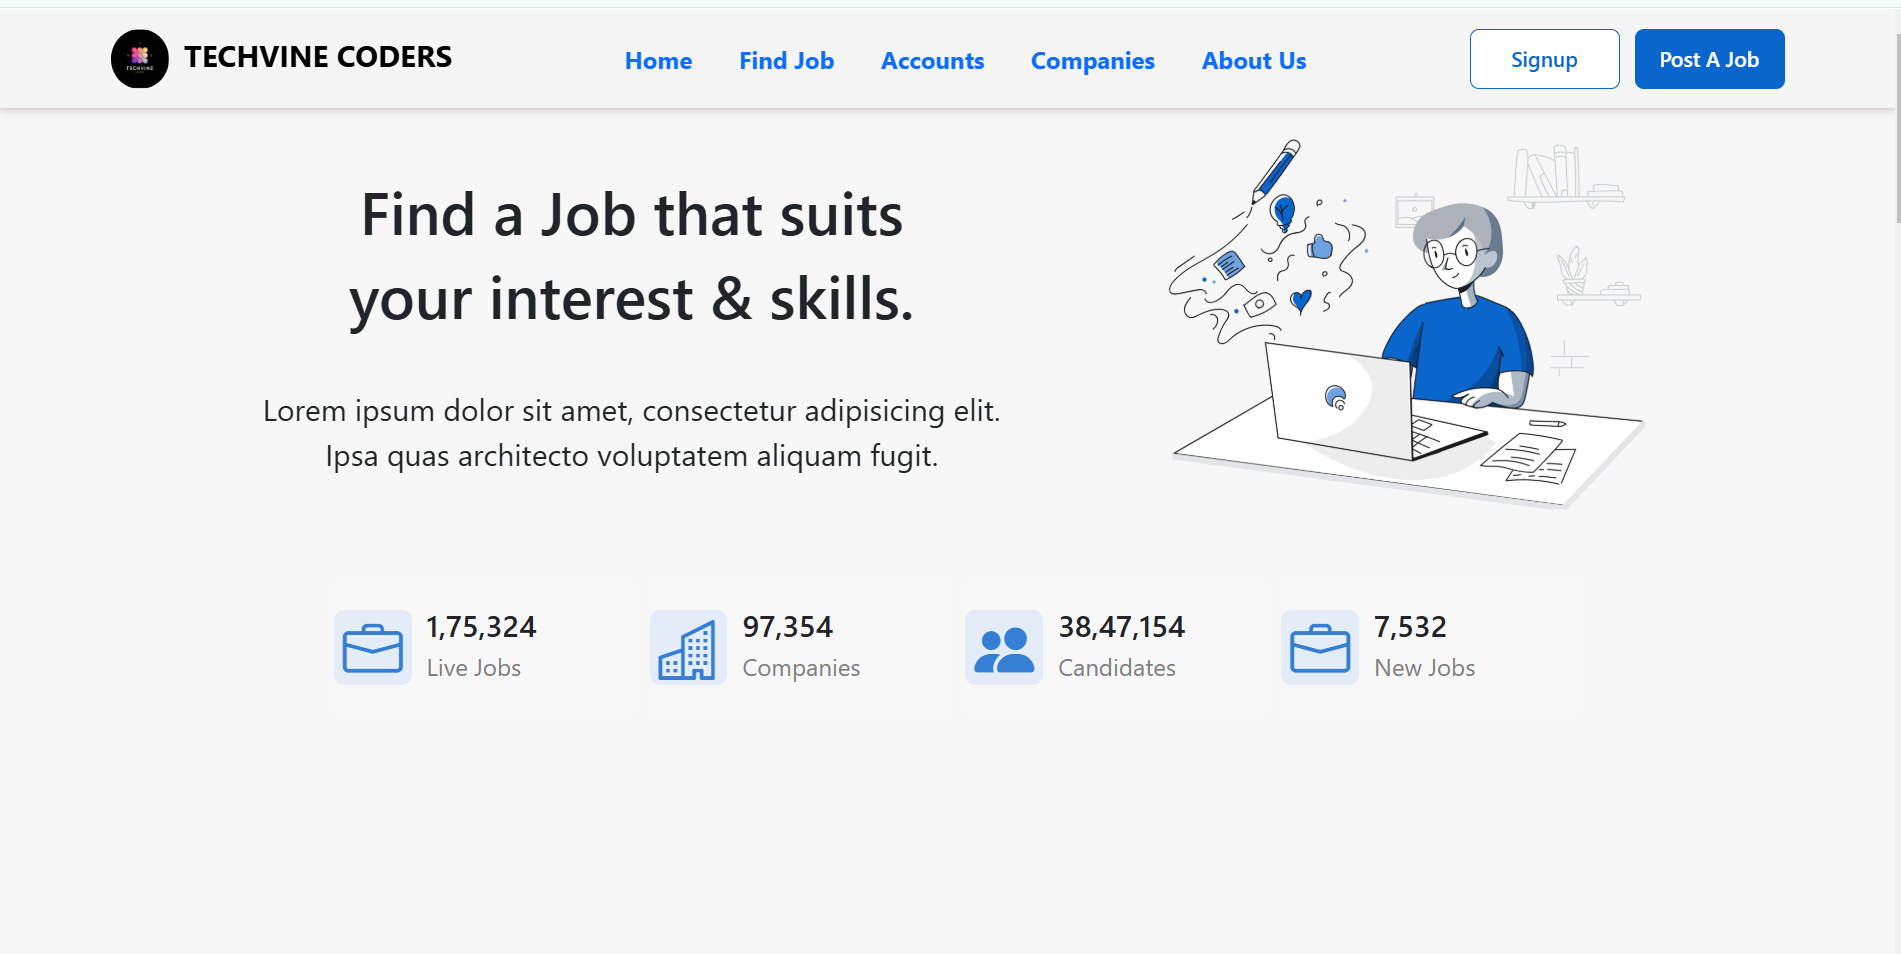 TECHVINE
TECHVINE CODERS
Home
Find Job
Accounts
Companies
About Us
Signup
Post A Job
Find a Job that suits
your interest & skills.
Lorem ipsum dolor sit amet, consectetur adipisicing elit.
Ipsa quas architecto voluptatem aliquam fugit.
1,75,324
Live Jobs
97,354
Companies
38,47,154
Candidates
7,532
New Jobs